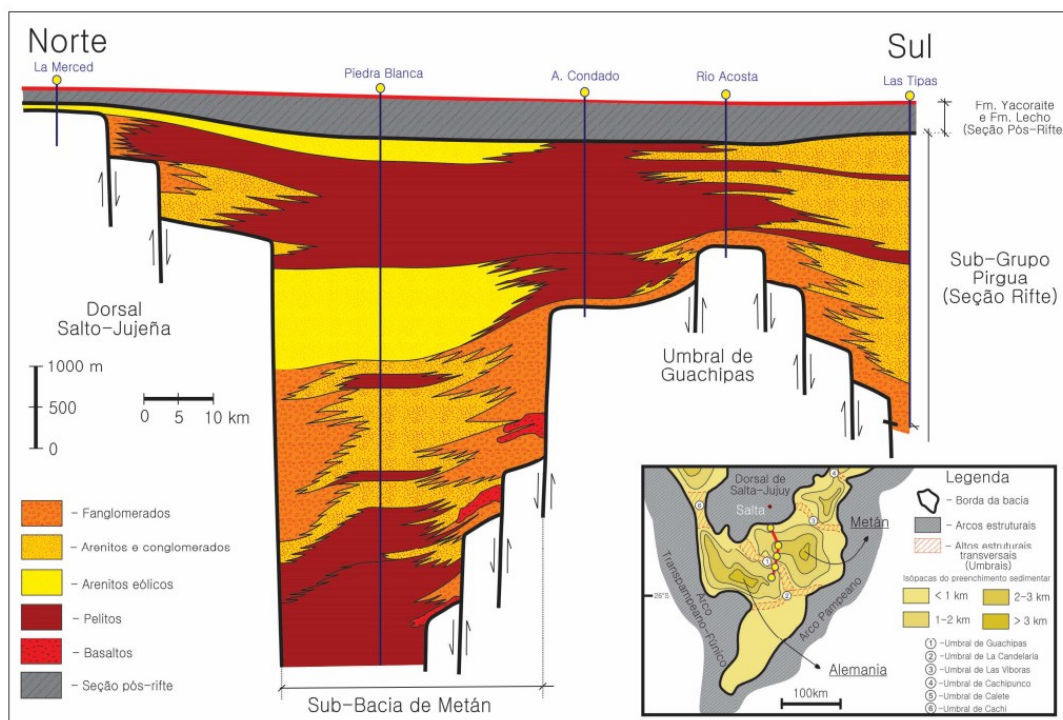 Norte
Sul
La Merced
Piedra Blanca
A. Condado
Rio Acosta
Las Tipas
Fm. Yacoraite
e Fm. Lecho
(Seção Pós-Rifte)
Sub-Grupo
Pirgua
(Seção Rifte)
Dorsal
Salto-Jujeña
Umbral de
Guachipas
1000 m
500
0
0 5 10 km
Sub-Bacia de Metán
- Fanglomerados
- Arenitos e conglomerados
- Arenitos eólicos
- Pelitos
- Basaltos
- Seção pós-rifte
Dorsal de
Salta-Jujuy
Salta
Metán
26°S
Arco
Transpampeano-Púnico
Arco Pampeano
Alemania
100km
1
2
3
4
6
Legenda
- Borda da bacia
- Arcos estruturais
- Altos estruturais
transversais
(Umbrais)
Isópacas do preenchimento sedimentar
< 1 km
2-3 km
1-2 km
> 3 km
1 -Umbral de Guachipas
2 -Umbral de La Candelaria
3 -Umbral de Las Víboras
4 -Umbral de Cachipunco
5 -Umbral de Calete
6 -Umbral de Cachi